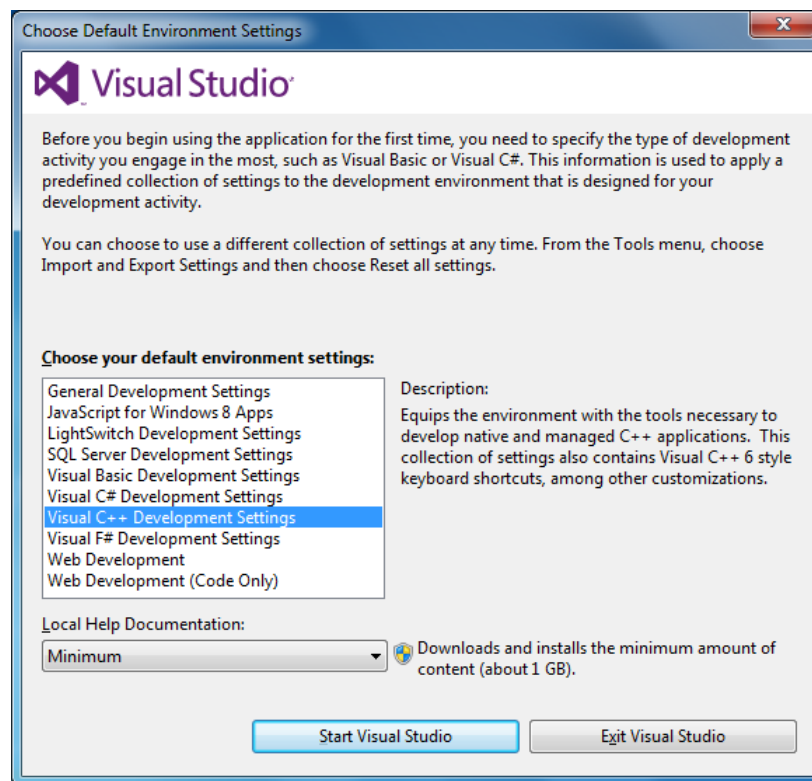 Choose Default Environment Settings
Visual Studio
Before you begin using the application for the first time, you need to specify the type of development
activity you engage in the most, such as Visual Basic or Visual C#. This information is used to apply a
predefined collection of settings to the development environment that is designed for your
development activity.
You can choose to use a different collection of settings at any time. From the Tools menu, choose
Import and Export Settings and then choose Reset all settings.
Choose your default environment settings:
General Development Settings
JavaScript for Windows 8 Apps
LightSwitch Development Settings
SQL Server Development Settings
Visual Basic Development Settings
Visual C# Development Settings
Visual C++ Development Settings
Visual F# Development Settings
Web Development
Web Development (Code Only)
Description:
Equips the environment with the tools necessary to
develop native and managed C++ applications. This
collection of settings also contains Visual C++ 6 style
keyboard shortcuts, among other customizations.
Local Help Documentation:
Minimum
Downloads and installs the minimum amount of
content (about 1 GB).
Start Visual Studio
Exit Visual Studio